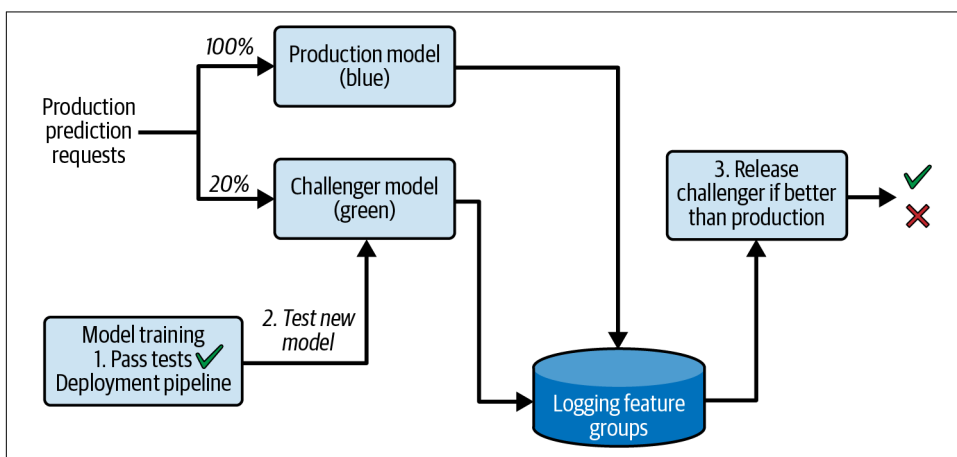 100%
Production model
(blue)
Production
prediction
requests
20%
Challenger model
(green)
3. Release
challenger if better
than production
2. Test new
model
Model training
1. Pass tests
Deployment pipeline
Logging feature
groups